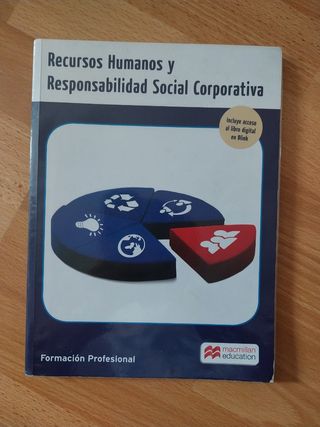 Recursos Humanos y
Responsabilidad Social Corporativa
Incluye acceso
al libro digital
en Blink
Formación Profesional
macmillan
education